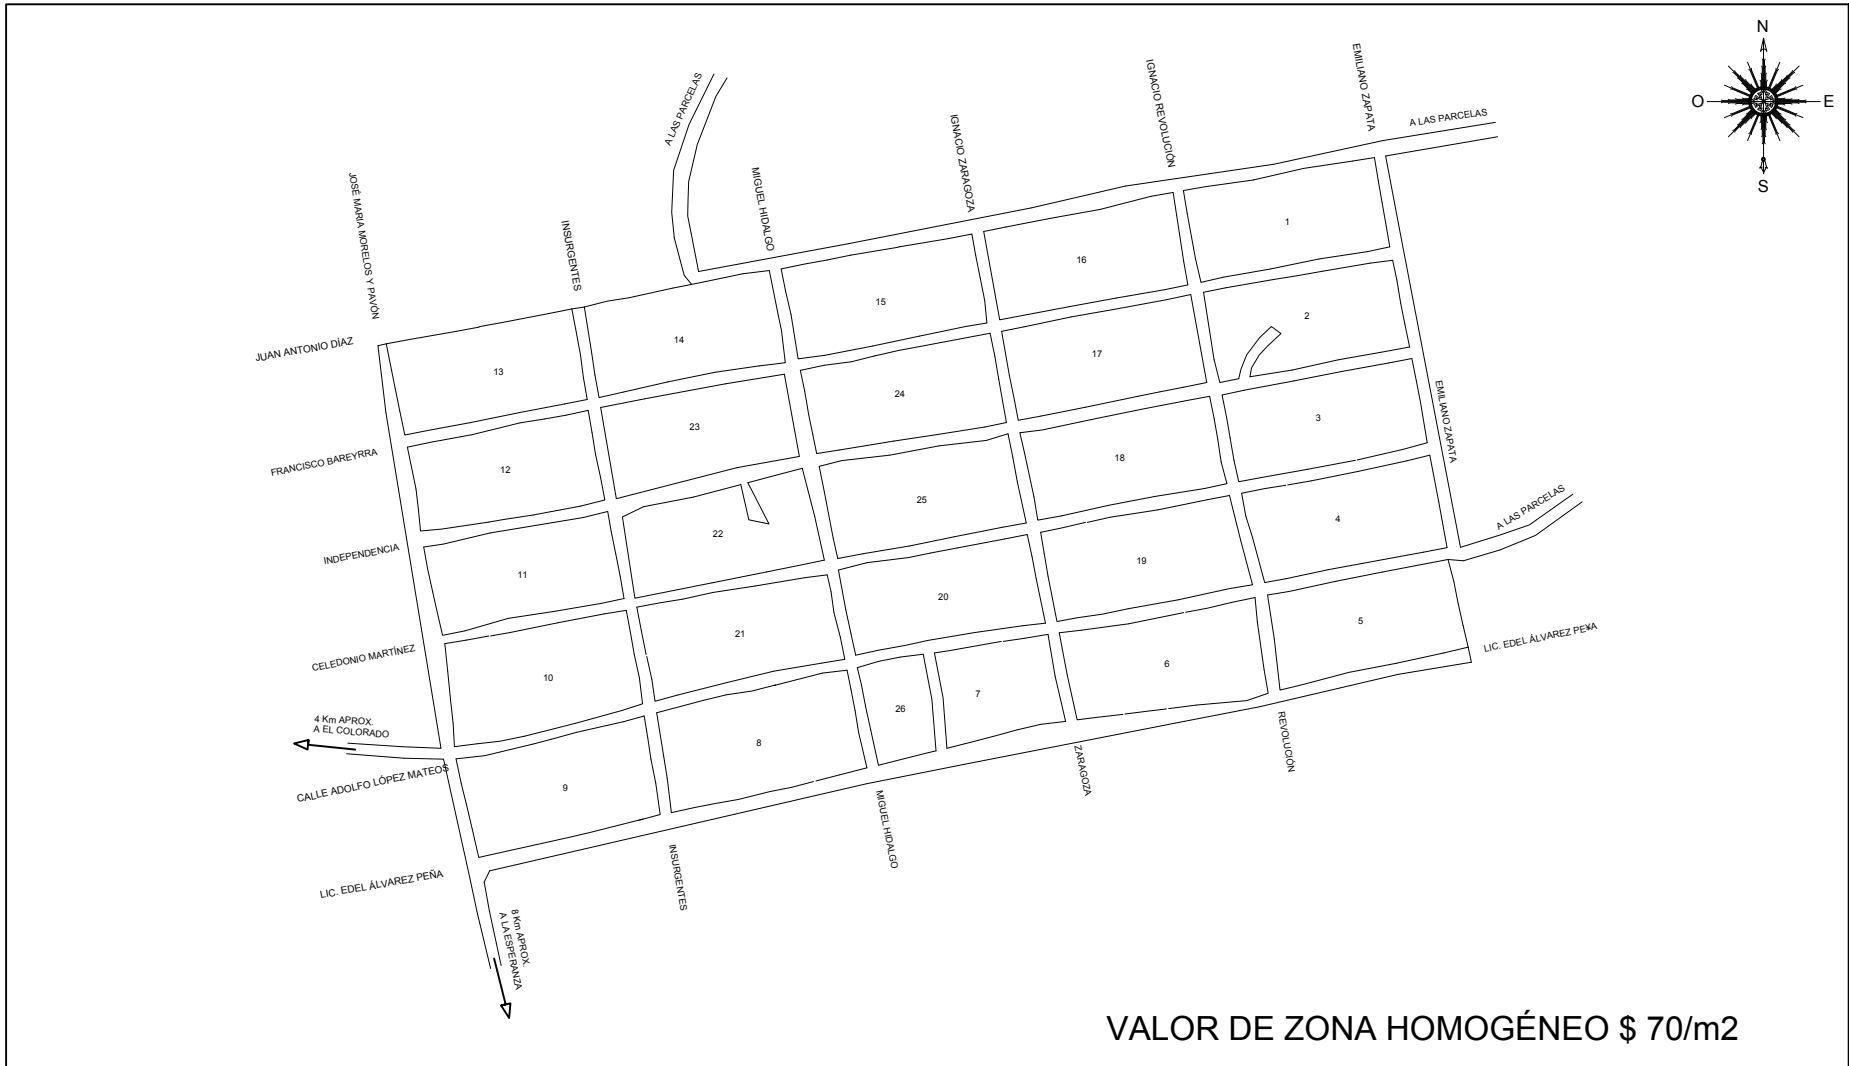 N
O
E
S
A LAS PARCELAS
EMILIANO ZAPATA
IGNACIO REVOLUCIÓN
A LAS PARCELAS
IGNACIO ZARAGOZA
MIGUEL HIDALGO
JOSÉ MARIA MORELOS Y PAVÓN
INSURGENTES
1
16
15
2
14
JUAN ANTONIO DÍAZ
17
13
24
3
EMILIANO ZAPATA
23
18
FRANCISCO BAREYRRA
12
25
4
A LAS PARCELAS
22
INDEPENDENCIA
19
11
20
5
21
LIC. EDEL ÁLVAREZ PE¥A
CELEDONIO MARTÍNEZ
6
10
7
26
4 Km APROX.
A EL COLORADO
8
REVOLUCIÓN
ZARAGOZA
CALLE ADOLFO LÓPEZ MATEOS
9
MIGUEL HIDALGO
INSURGENTES
LIC. EDEL ÁLVAREZ PEÑA
8 Km APROX.
A LA ESPERANZA
VALOR DE ZONA HOMOGÉNEO $ 70/m2